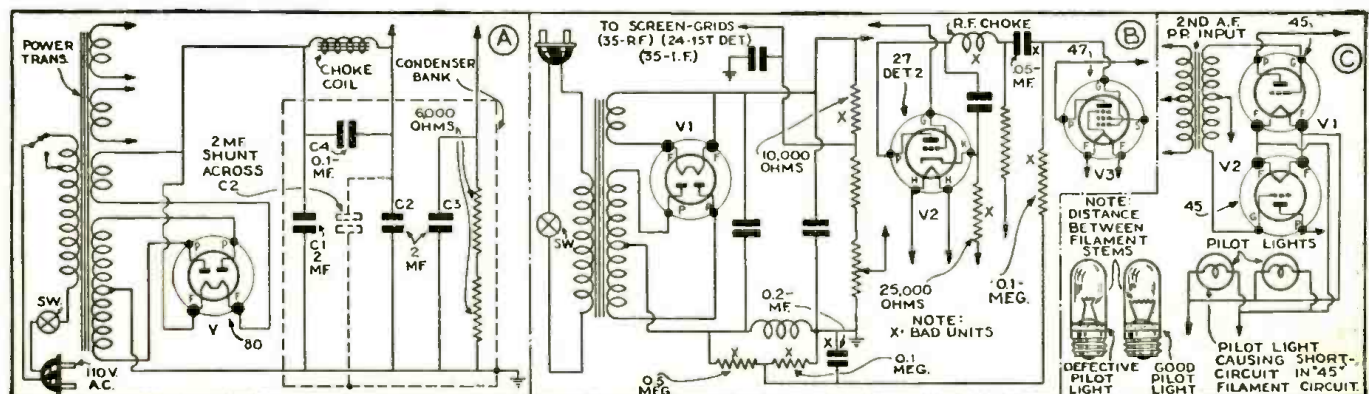 POWER
TRANS.
CHOKE
COIL
A
CONDENSER
BANK
6,000
OHMS
2 MF
SHUNT
ACROSS
C2
C4
0.1-
MF.
C1
2
MF
C2
2
MF
C3
P
P
F
F
V
80
SW.
110V.
A.C.
TO SCREEN-GRIDS
(35-RF) (24-1ST DET)
(35-I.F.)
V1
F
F
P
P
SW
X
10,000
OHMS
27
DET.2
G
P
K
H
H
V2
R.F. CHOKE
X
X
X
.05-
MF.
B
47
G
P
S
F
F
V3
X
25,000
OHMS
0.1-
MEG.
NOTE:
X= BAD UNITS
0.2-
MF.
X
X
X
0.5
MEG.
0.1
MEG.
2ND A.F.
P.P. INPUT
45
P
G
F
F
V1
C
V2
F
F
45
G
P
NOTE:
DISTANCE
BETWEEN
FILAMENT
STEMS
PILOT LIGHTS
DEFECTIVE
PILOT
LIGHT
GOOD
PILOT
LIGHT
PILOT LIGHT
CAUSING SHORT-
CIRCUIT IN "45"
FILAMENT CIRCUIT.